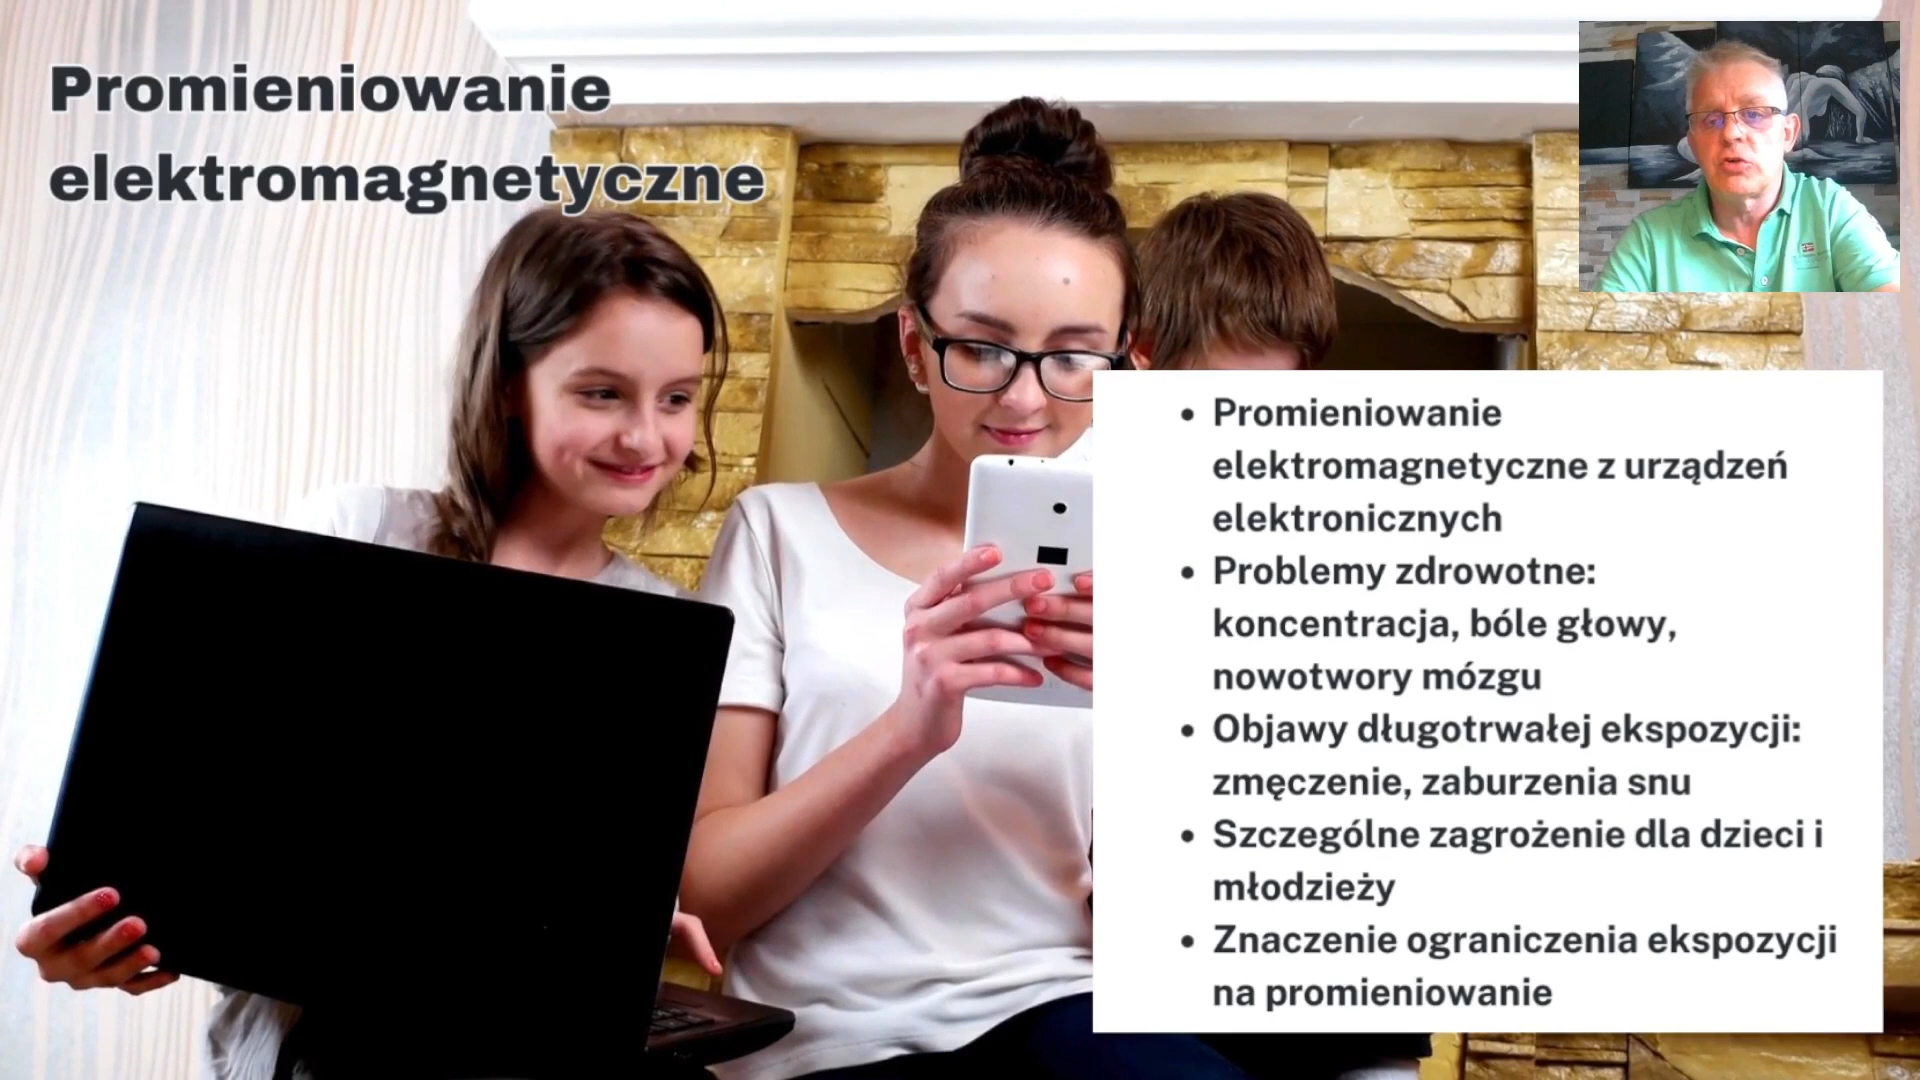 Promieniowanie
elektromagnetyczne
• Promieniowanie
elektromagnetyczne z urządzeń
elektronicznych
• Problemy zdrowotne:
koncentracja, bóle głowy,
nowotwory mózgu
• Objawy długotrwałej ekspozycji:
zmęczenie, zaburzenia snu
• Szczególne zagrożenie dla dzieci i
młodzieży
• Znaczenie ograniczenia ekspozycji
na promieniowanie